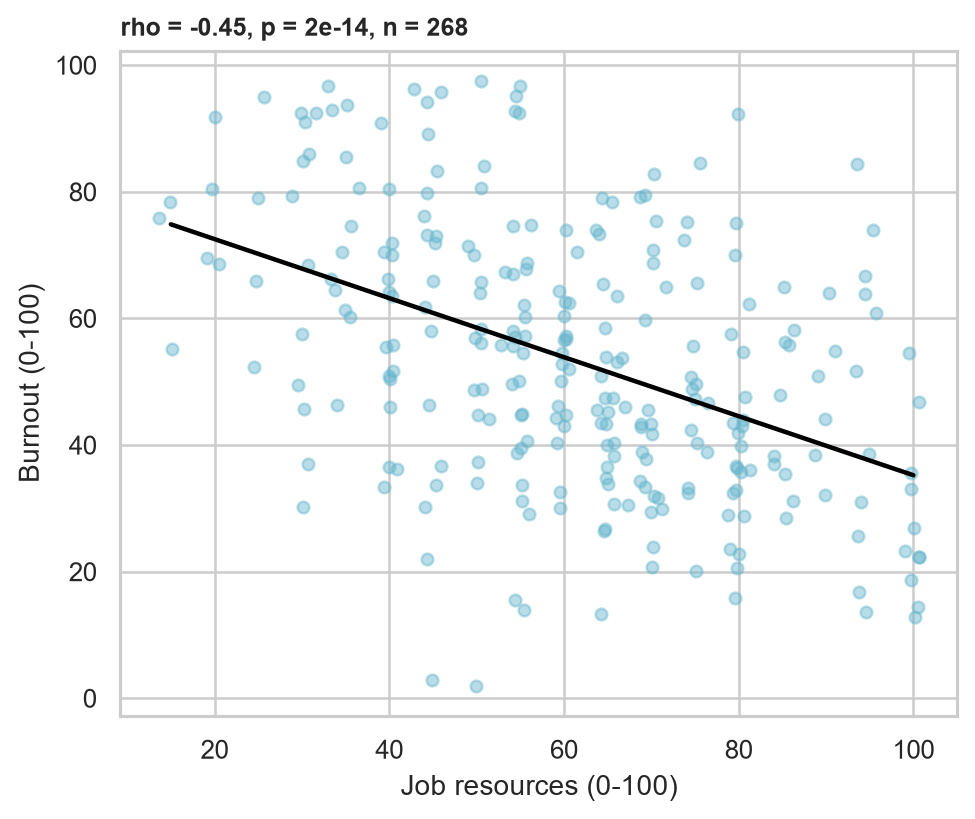 rho = -0.45, p = 2e-14, n = 268
100
80
60
40
20
0
Burnout (0-100)
20 40 60 80 100
Job resources (0-100)